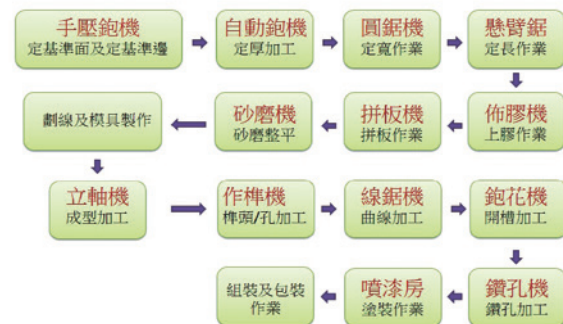 手壓鉋機
定基準面及定基準邊
自動鉋機
定厚加工
圓鋸機
定寬作業
懸臂鋸
定長作業
佈膠機
上膠作業
拼板機
拼板作業
砂磨機
砂磨整平
劃線及模具製作
立軸機
成型加工
作榫機
榫頭/孔加工
線鋸機
曲線加工
鉋花機
開槽加工
鑽孔機
鑽孔加工
噴漆房
塗裝作業
組裝及包裝
作業